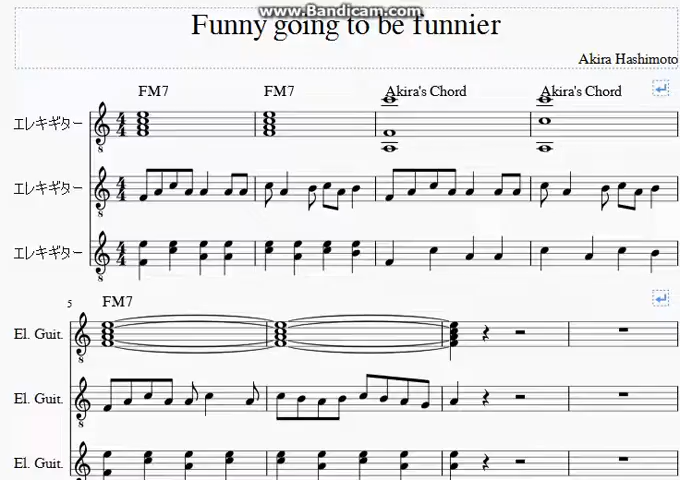 www.Bandicam.com
Funny going to be funnier
Akira Hashimoto
FM7 FM7 Akira's Chord Akira's Chord
エレキギター
エレキギター
エレキギター
5 FM7
El. Guit.
El. Guit.
El. Guit.